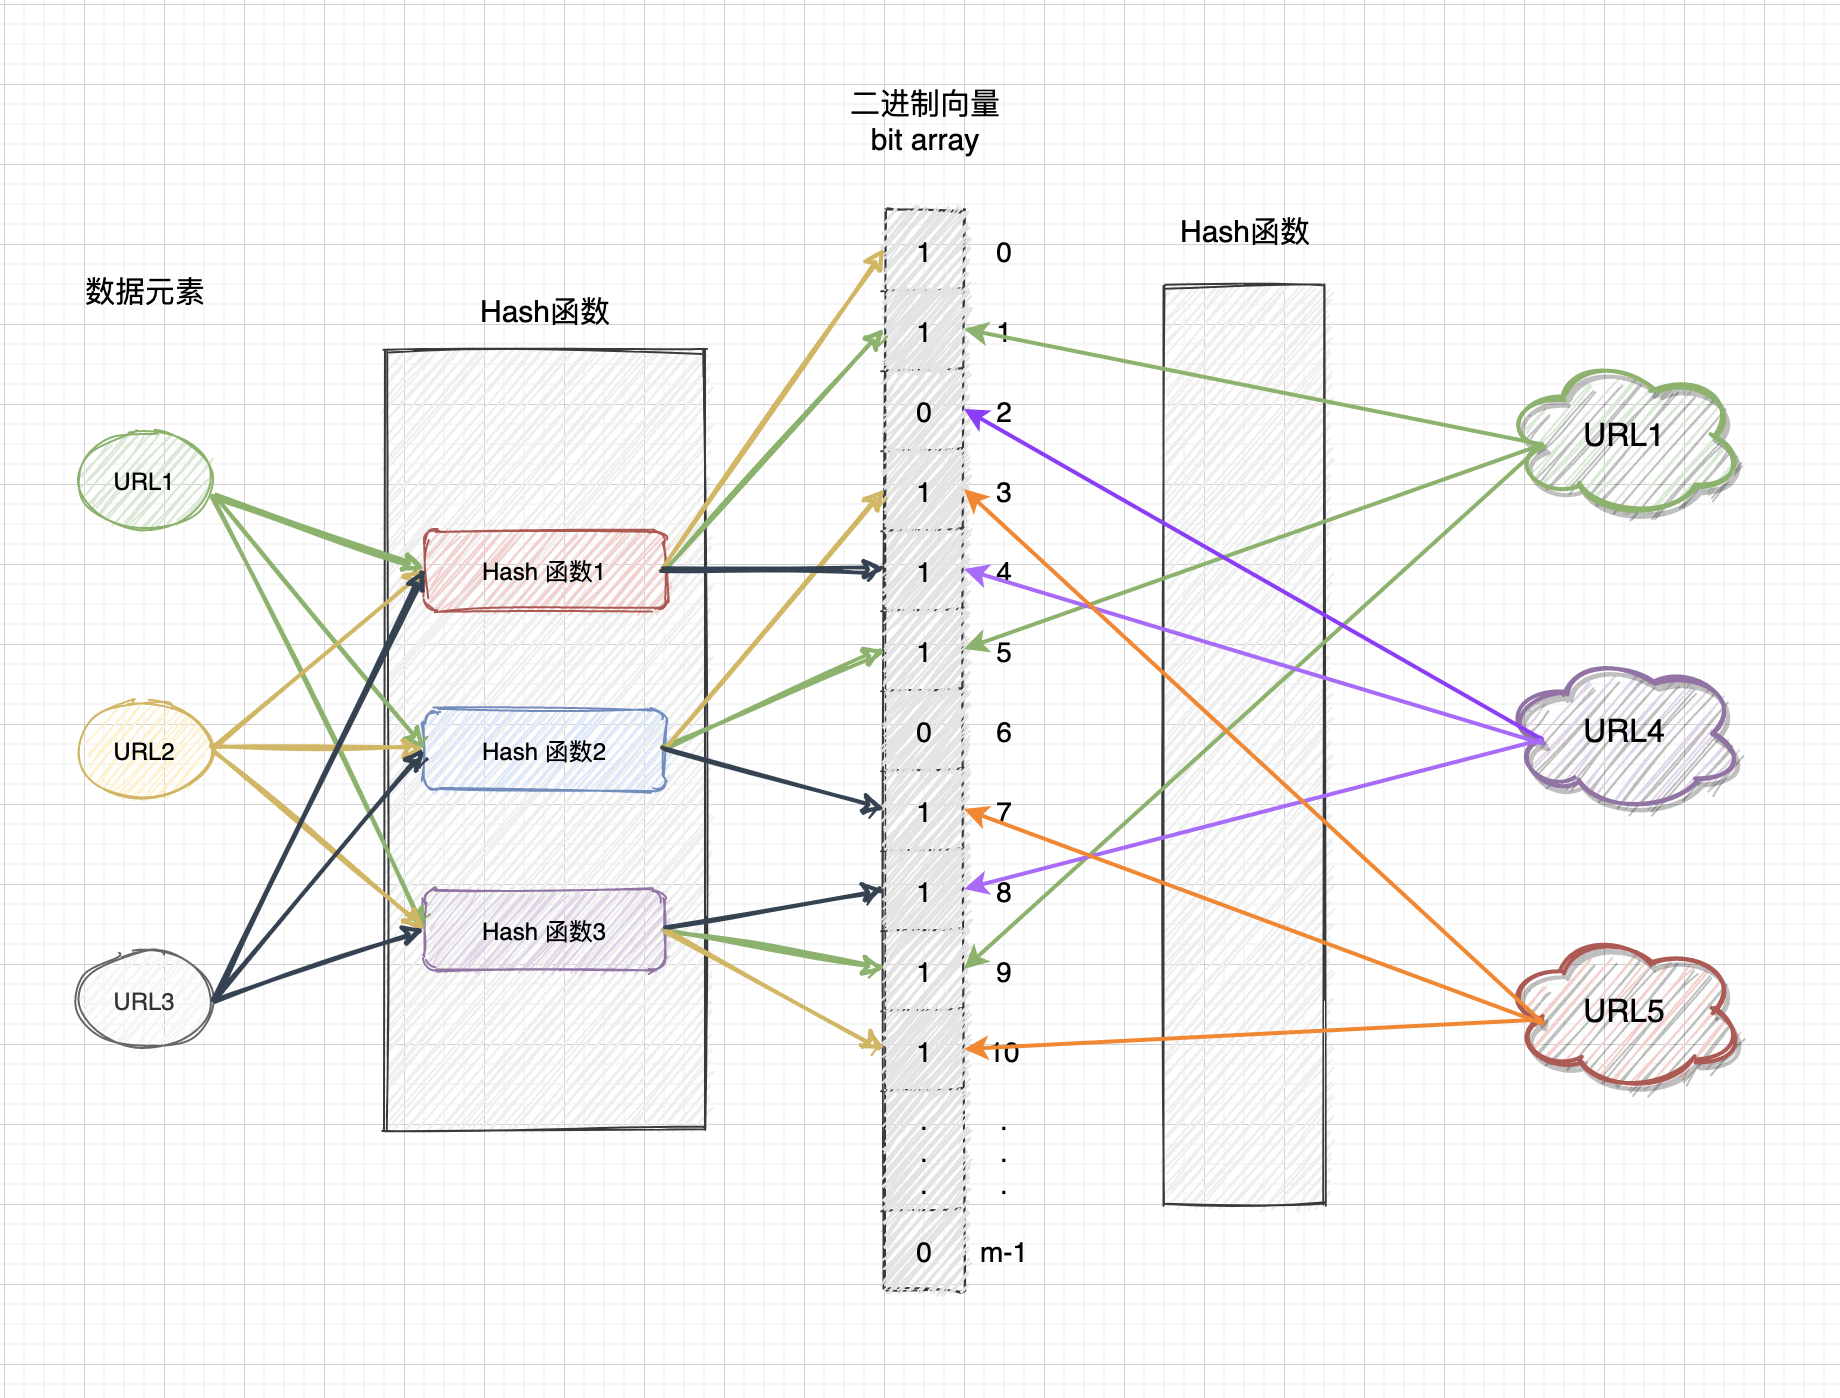 二进制向量
bit array
数据元素
Hash函数
Hash函数
URL1
URL2
URL3
Hash 函数1
Hash 函数2
Hash 函数3
1 0
1 1
0 2
1 3
1 4
1 5
0 6
1 7
1 8
1 9
1 10
. .
. .
. .
0 m-1
URL1
URL4
URL5